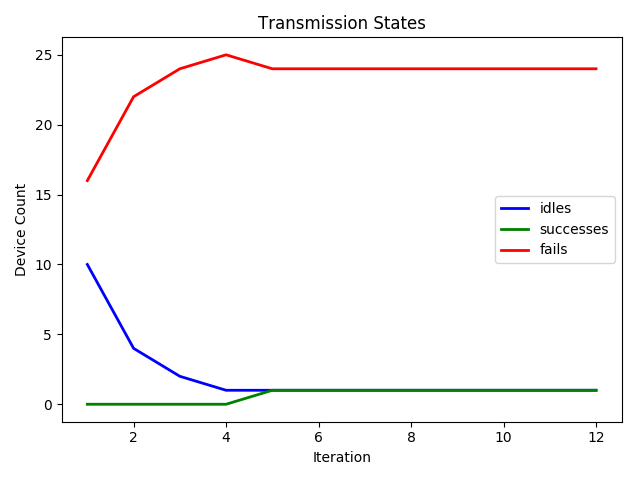 Transmission States
Device Count
25
20
15
10
5
0
idles
successes
fails
2 4 6 8 10 12
Iteration